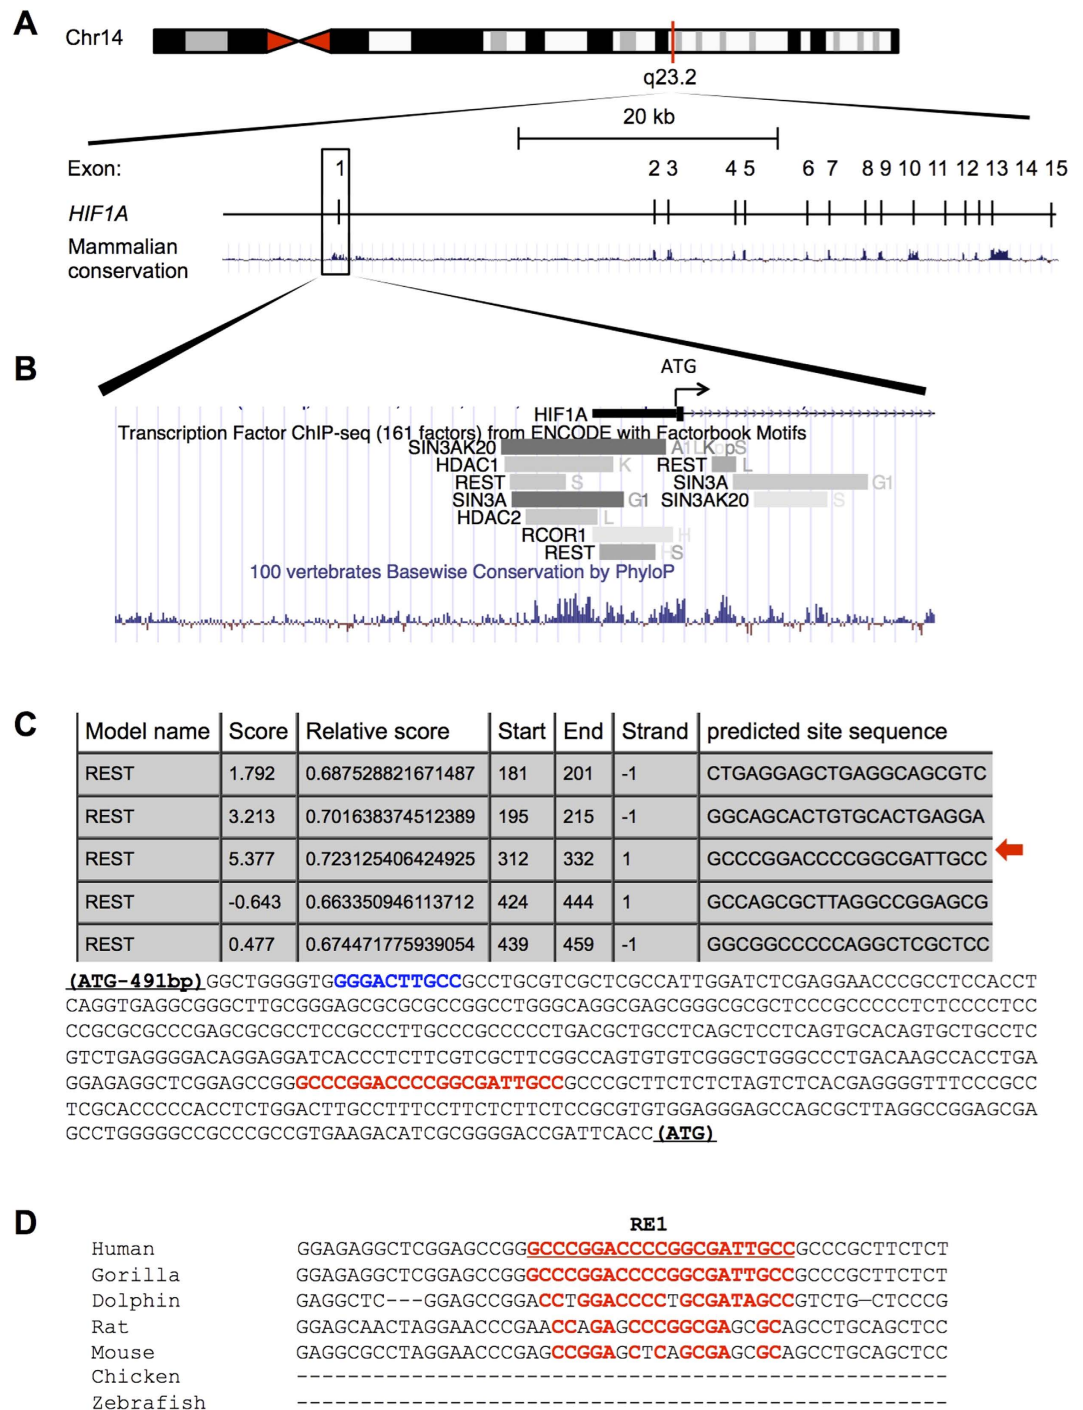 A
Chr14
q23.2
20 kb
Exon: 1 2 3 4 5 6 7 8 9 10 11 12 13 14 15
HIF1A
Mammalian
conservation
B
ATG
HIF1A
Transcription Factor ChIP-seq (161 factors) from ENCODE with Factorbook Motifs
SIN3AK20
HDAC1 K REST L
REST S SIN3A G1
SIN3A G1 SIN3AK20 S
HDAC2 L
RCOR1 H
REST HS
100 vertebrates Basewise Conservation by PhyloP
C
Model name Score Relative score Start End Strand predicted site sequence
REST 1.792 0.687528821671487 181 201 -1 CTGAGGAGCTGAGGCAGCGTC
REST 3.213 0.701638374512389 195 215 -1 GGCAGCACTGTGCACTGAGGA
REST 5.377 0.723125406424925 312 332 1 GCCCGGACCCCGGCGATTGCC
REST -0.643 0.663350946113712 424 444 1 GCCAGCGCTTAGGCCGGAGCG
REST 0.477 0.674471775939054 439 459 -1 GGCGGCCCCCAGGCTCGCTCC
(ATG-491bp)GGCTGGGGTGGGGACTTGCCGCCTGCGTCGCTCGCCATTGGATCTCGAGGAACCCGCCTCCACCT
CAGGTGAGGCGGGCTTGCGGGAGCGCGCGCCGGCCTGGGCAGGCGAGCGGGCGCGCTCCCGCCCCCTCTCCCCTCC
CCGCGCGCCCGAGCGCGCCTCCGCCCTTGCCCGCCCCCTGACGCTGCCTCAGCTCCTCAGTGCACAGTGCTGCCTC
GTCTGAGGGGACAGGAGGATCACCCTCTTCGTCGCTTCGGCCAGTGTGTCGGGCTGGGCCCTGACAAGCCACCTGA
GGAGAGGCTCGGAGCCGGGCCCGGACCCCGGCGATTGCCGCCCGCTTCTCTCTAGTCTCACGAGGGGTTTCCCGCC
TCGCACCCCCACCTCTGGACTTGCCTTTCCTTCTCTTCTCCGCGTGTGGAGGGAGCCAGCGCTTAGGCCGGAGCGA
GCCTGGGGGCCGCCCGCCGTGAAGACATCGCGGGGACCGATTCACC(ATG)
D
RE1
Human GGAGAGGCTCGGAGCCGGGCCCGGACCCCGGCGATTGCCGCCCGCTTCTCT
Gorilla GGAGAGGCTCGGAGCCGGGCCCGGACCCCGGCGATTGCCGCCCGCTTCTCT
Dolphin GAGGCTC---GGAGCCGGACCTGGACCCCTGCGATAGCCGTCTG—CTCCCG
Rat GGAGCAACTAGGAACCCGAACCAGAGCCCGGCGAGCGCAGCCTGCAGCTCC
Mouse GAGGCGCCTAGGAACCCGAGCCGGAGCTCAGCGAGCGCAGCCTGCAGCTCC
Chicken ---------------------------------------------------
Zebrafish ---------------------------------------------------